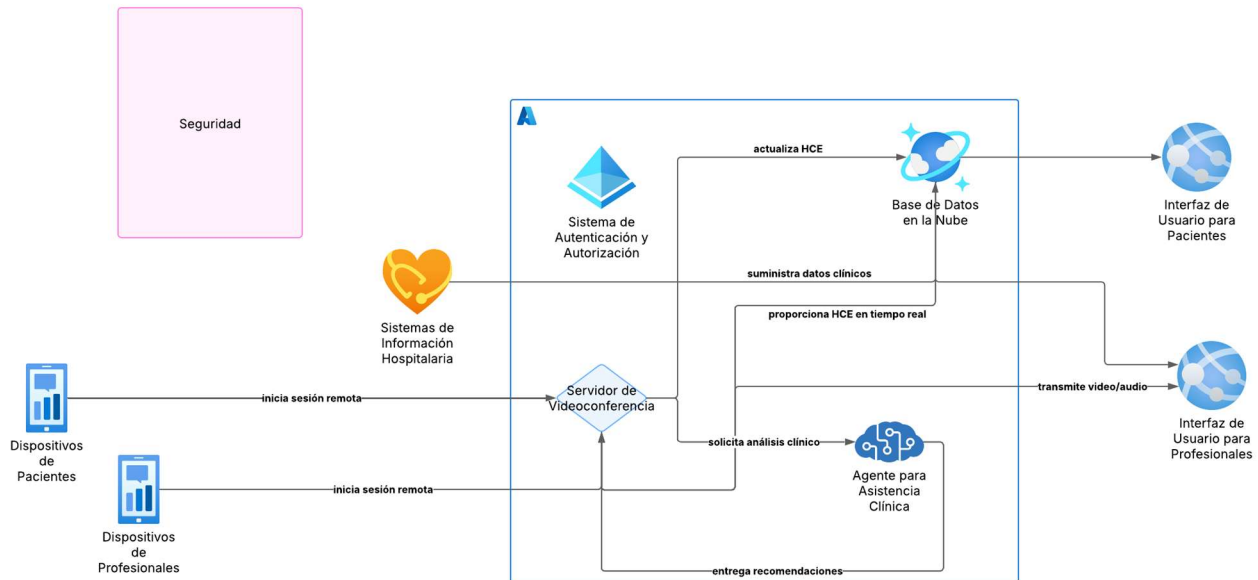 Seguridad
actualiza HCE
Sistema de
Autenticación y
Autorización
Base de Datos
en la Nube
Interfaz de
Usuario para
Pacientes
suministra datos clínicos
proporciona HCE en tiempo real
Sistemas de
Información
Hospitalaria
Servidor de
Videoconferencia
inicia sesión remota
transmite video/audio
Interfaz de
Usuario para
Profesionales
Dispositivos
de
Pacientes
solicita análisis clínico
Agente para
Asistencia
Clínica
inicia sesión remota
Dispositivos
de
Profesionales
entrega recomendaciones